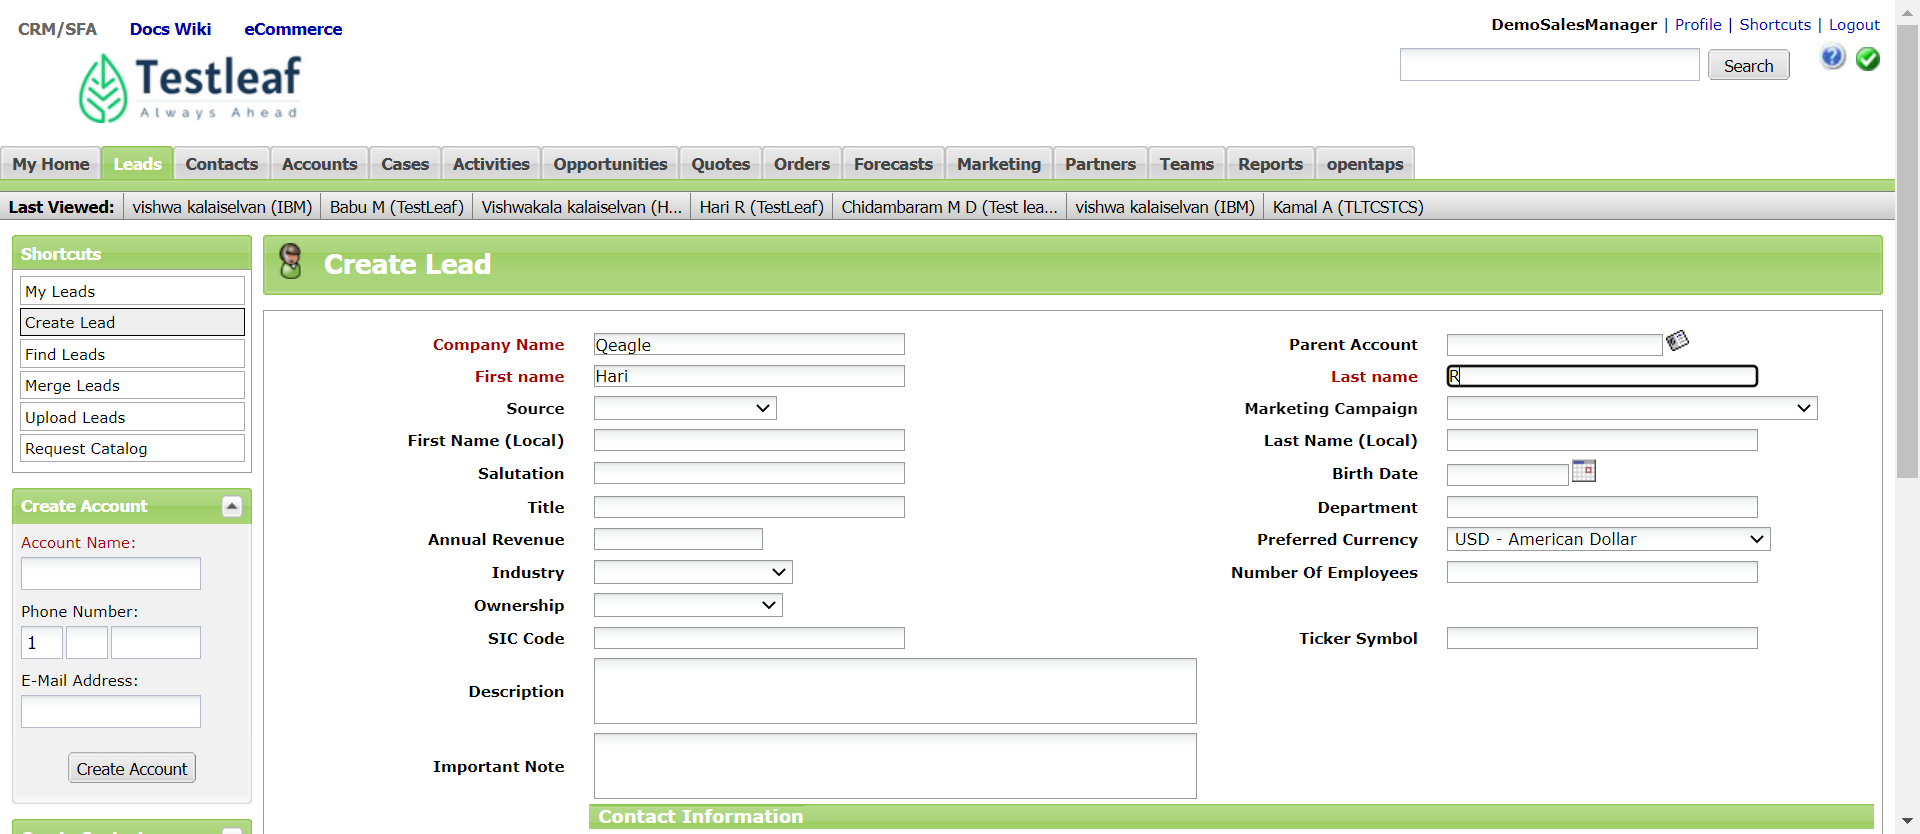 CRM/SFA Docs Wiki eCommerce
DemoSalesManager | Profile | Shortcuts | Logout
Search
Testleaf
Always Ahead
My Home Leads Contacts Accounts Cases Activities Opportunities Quotes Orders Forecasts Marketing Partners Teams Reports opentaps
Last Viewed: vishwa kalaiselvan (IBM) Babu M (TestLeaf) Vishwakala kalaiselvan (H... Hari R (TestLeaf) Chidambaram M D (Test lea... vishwa kalaiselvan (IBM) Kamal A (TLTCSTCS)
Shortcuts
My Leads
Create Lead
Find Leads
Merge Leads
Upload Leads
Request Catalog
Create Account
Account Name:
Phone Number:
1
E-Mail Address:
Create Account
Create Lead
Company Name Qeagle Parent Account
First name Hari Last name R
Source Marketing Campaign
First Name (Local) Last Name (Local)
Salutation Birth Date
Title Department
Annual Revenue Preferred Currency USD - American Dollar
Industry Number Of Employees
Ownership
SIC Code Ticker Symbol
Description
Important Note
Contact Information